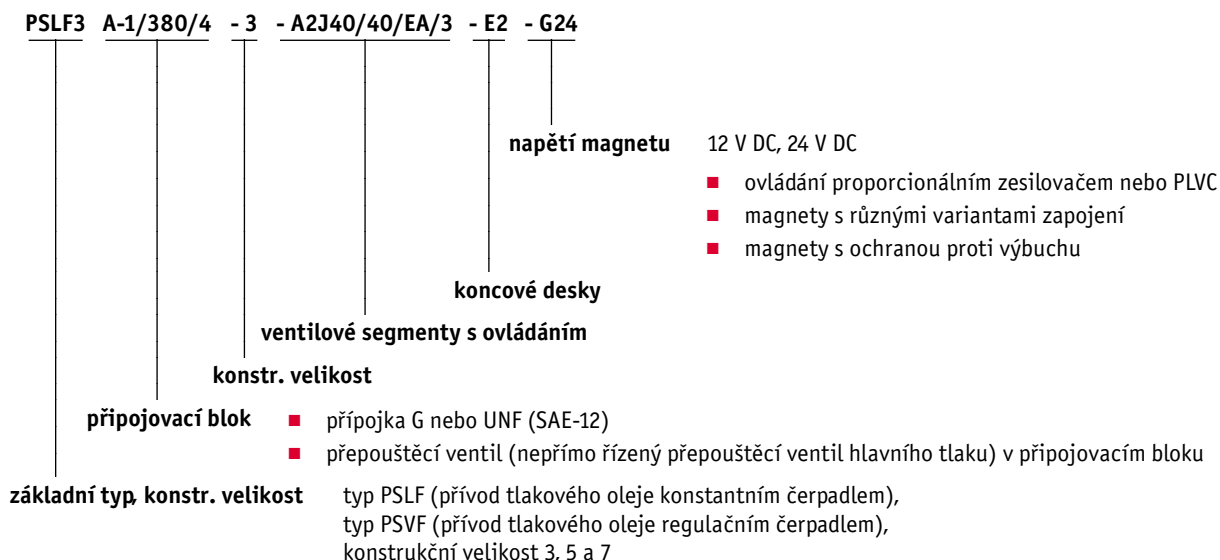 PSLF3 A-1/380/4 - 3 - A2J40/40/EA/3 - E2 - G24
napětí magnetu 12 V DC, 24 V DC
ovládání proporcionálním zesilovačem nebo PLVC
magnety s různými variantami zapojení
magnety s ochranou proti výbuchu
koncové desky
ventilové segmenty s ovládáním
konstr. velikost
připojovací blok přípojka G nebo UNF (SAE-12)
přepouštěcí ventil (nepřímo řízený přepouštěcí ventil hlavního tlaku) v připojovacím bloku
základní typ, konstr. velikost typ PSLF (přívod tlakového oleje konstantním čerpadlem),
typ PSVF (přívod tlakového oleje regulačním čerpadlem),
konstrukční velikost 3, 5 a 7